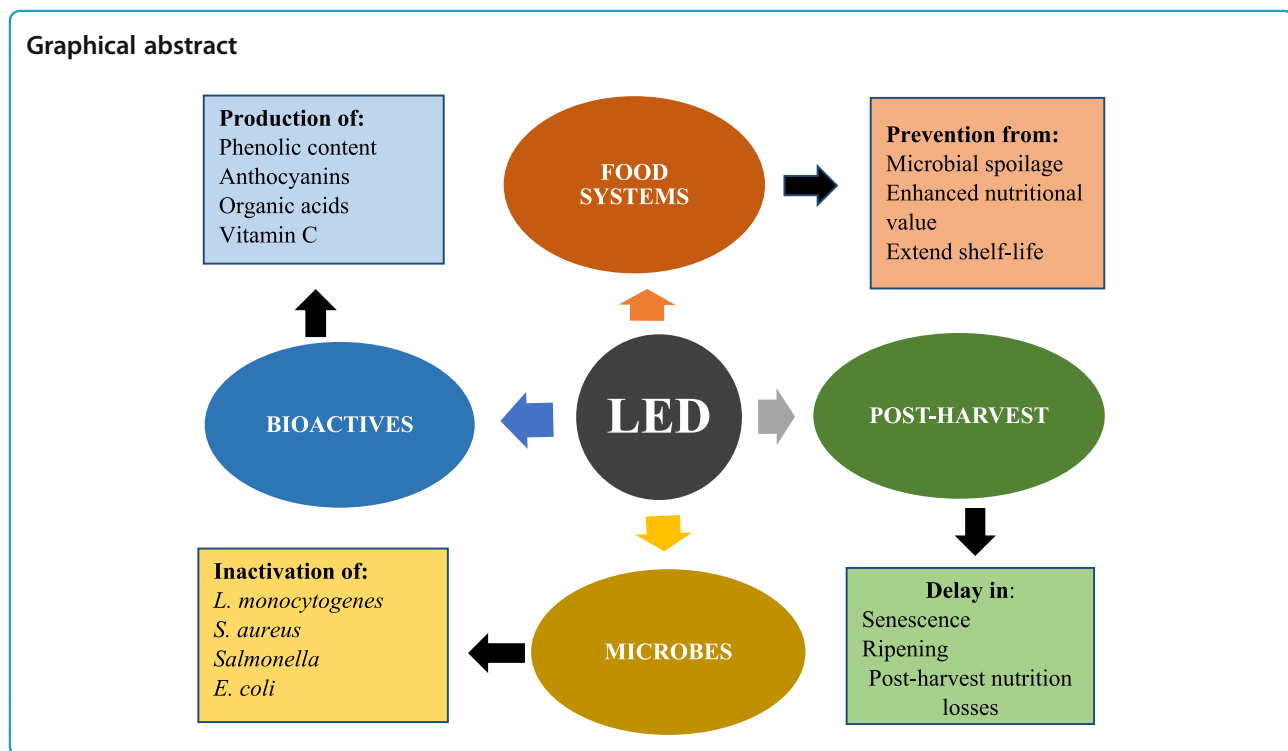 Graphical abstract
Production of:
Phenolic content
Anthocyanins
Organic acids
Vitamin C
FOOD
SYSTEMS
Prevention from:
Microbial spoilage
Enhanced nutritional
value
Extend shelf-life
BIOACTIVES
LED
POST-HARVEST
Inactivation of:
L. monocytogenes
S. aureus
Salmonella
E. coli
MICROBES
Delay in:
Senescence
Ripening
Post-harvest nutrition
losses